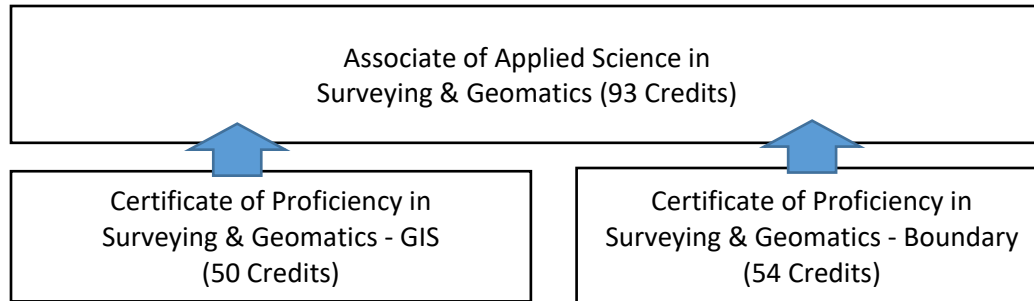 Associate of Applied Science in
Surveying & Geomatics (93 Credits)
Certificate of Proficiency in
Surveying & Geomatics - GIS
(50 Credits)
Certificate of Proficiency in
Surveying & Geomatics - Boundary
(54 Credits)